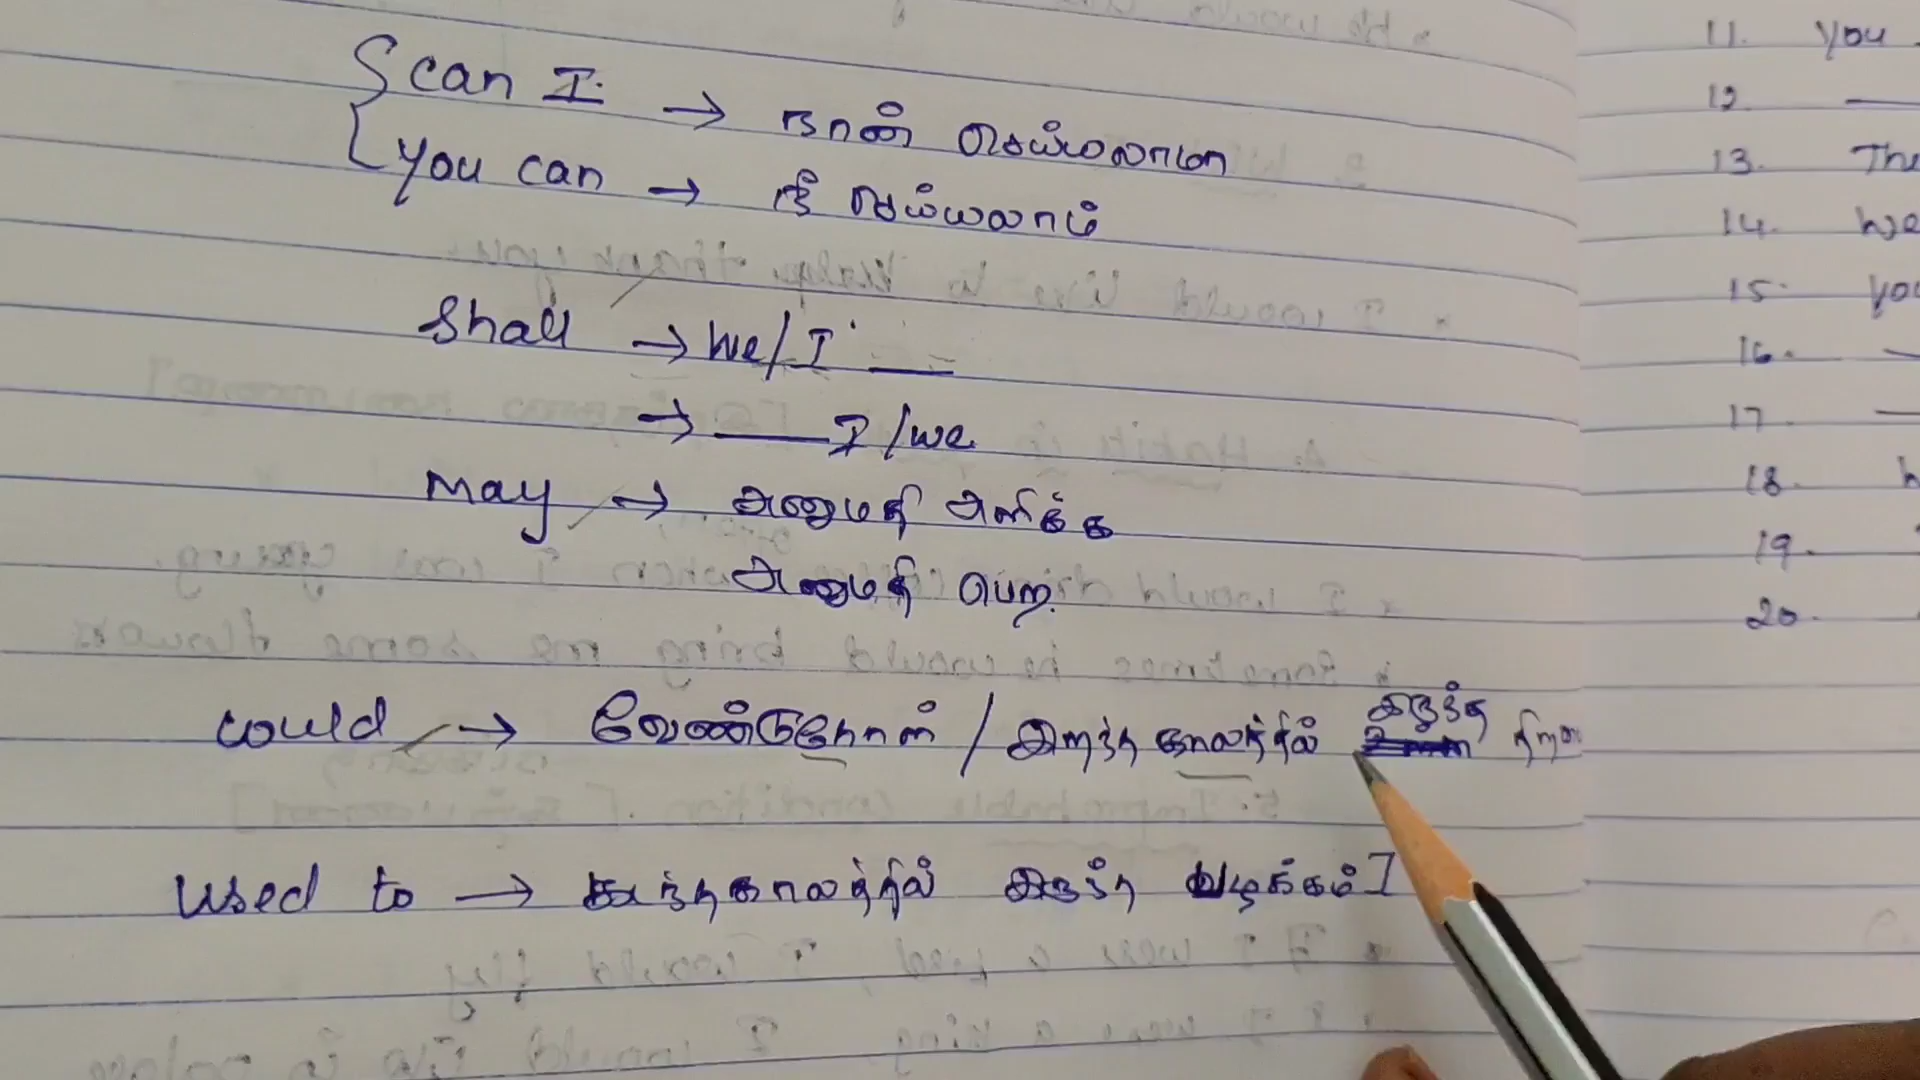 can I. → நான் செய்யலாமா
you can → நீ செய்யலாம்
Shall → We/I
→ I/we
May → அனுமதி அளிக்க
அனுமதி பெற.
could → வேண்டுகோள் / இறந்த காலத்தில் இருந்த
used to → கடந்தகாலத்தில் இருந்த வழக்கம்]
11. You
12.
13. The
14. We
15. You
16.
17.
18. h
19.
20.